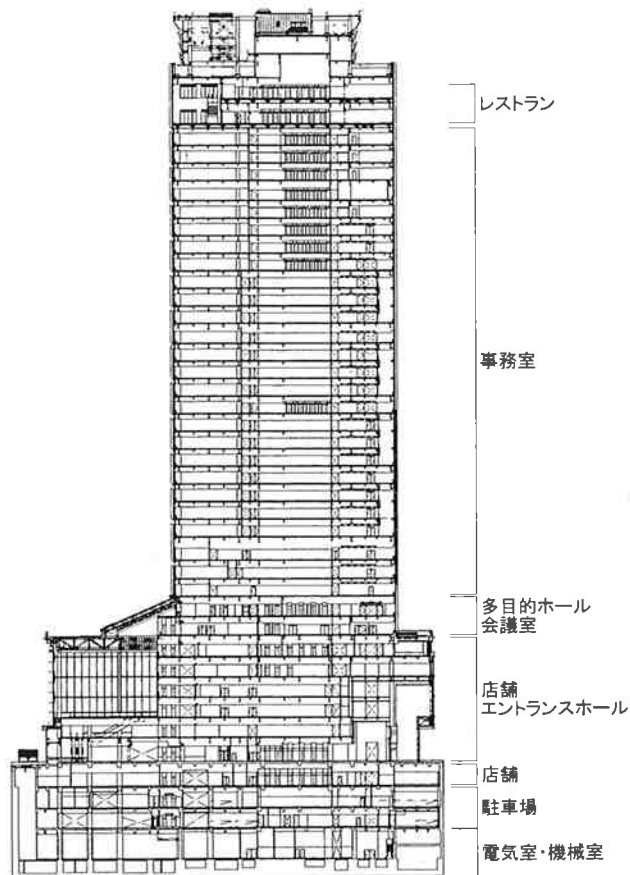 レストラン
事務室
多目的ホール
会議室
店舗
エントランスホール
店舗
駐車場
電気室・機械室